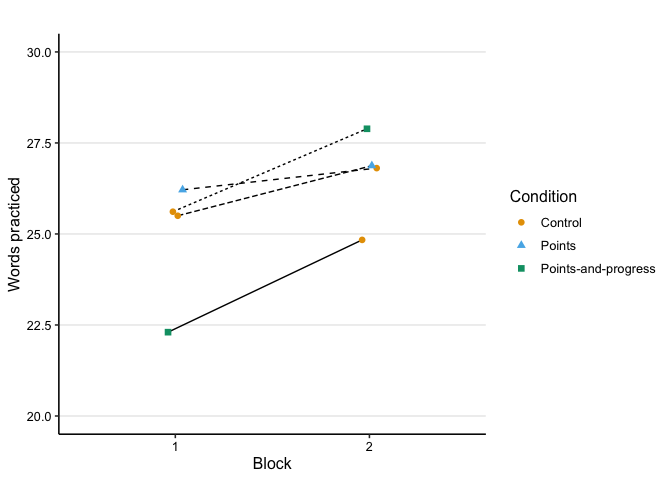 30.0
27.5
25.0
22.5
20.0
Words practiced
1
2
Block
Condition
Control
Points
Points-and-progress